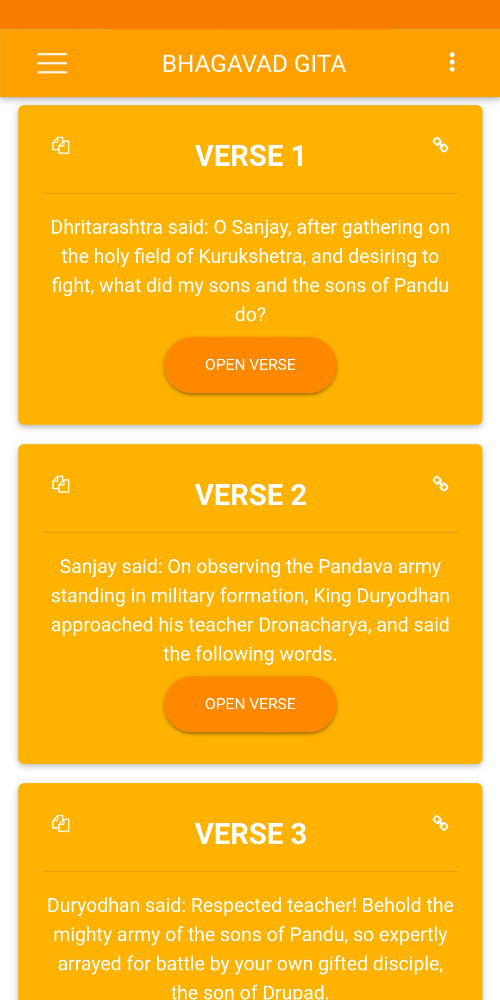 BHAGAVAD GITA
VERSE 1
Dhritarashtra said: O Sanjay, after gathering on
the holy field of Kurukshetra, and desiring to
fight, what did my sons and the sons of Pandu
do?
OPEN VERSE
VERSE 2
Sanjay said: On observing the Pandava army
standing in military formation, King Duryodhan
approached his teacher Dronacharya, and said
the following words.
OPEN VERSE
VERSE 3
Duryodhan said: Respected teacher! Behold the
mighty army of the sons of Pandu, so expertly
arrayed for battle by your own gifted disciple,
the son of Drupad.